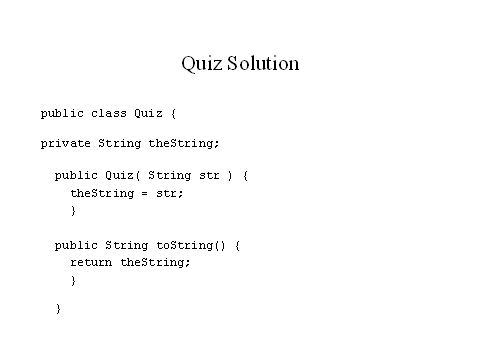 Quiz Solution
public class Quiz {
private String theString;
public Quiz( String str ) {
theString = str;
}
public String toString() {
return theString;
}
}